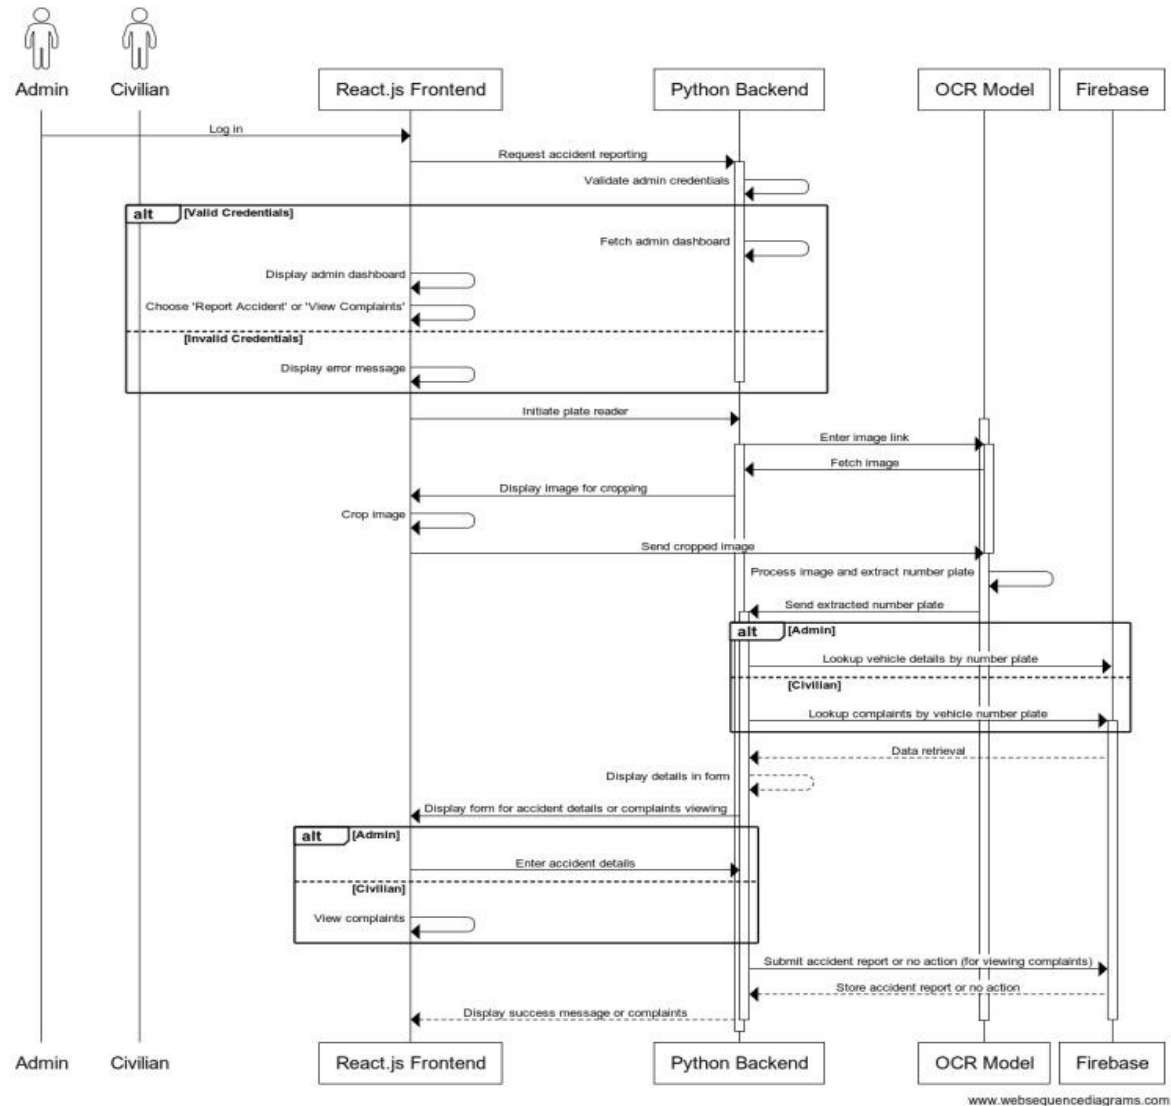 Admin
Civilian
React.js Frontend
Python Backend
OCR Model
Firebase
Log in
Request accident reporting
Validate admin credentials
alt
[Valid Credentials]
Fetch admin dashboard
Display admin dashboard
Choose 'Report Accident' or 'View Complaints'
[Invalid Credentials]
Display error message
Initiate plate reader
Enter image link
Fetch image
Display image for cropping
Crop image
Send cropped image
Process image and extract number plate
Send extracted number plate
alt
[Admin]
Lookup vehicle details by number plate
[Civilian]
Lookup complaints by vehicle number plate
Data retrieval
Display details in form
Display form for accident details or complaints viewing
alt
[Admin]
Enter accident details
[Civilian]
View complaints
Submit accident report or no action (for viewing complaints)
Store accident report or no action
Display success message or complaints
Admin
Civilian
React.js Frontend
Python Backend
OCR Model
Firebase
www.websequencediagrams.com